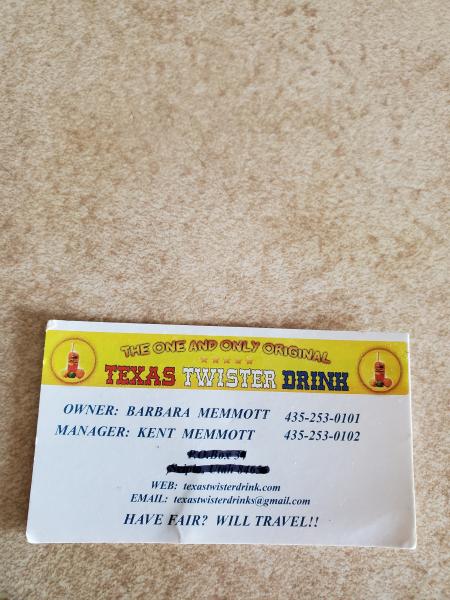 THE ONE AND ONLY ORIGINAL
TEXAS TWISTER DRINK
OWNER: BARBARA MEMMOTT 435-253-0101
MANAGER: KENT MEMMOTT 435-253-0102
WEB: texastwisterdrink.com
EMAIL: texastwisterdrinks@gmail.com
HAVE FAIR? WILL TRAVEL!!